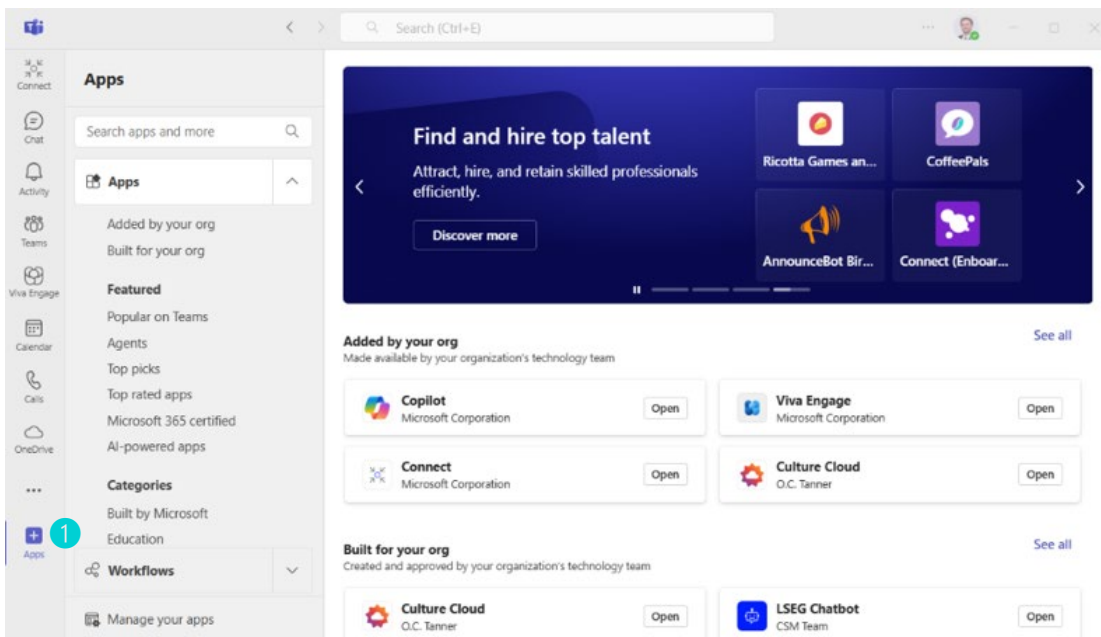 Search (Ctrl+E)
Connect
Chat
Activity
Teams
Viva Engage
Calendar
Calls
OneDrive
Apps
1
Apps
Search apps and more
Apps
Added by your org
Built for your org
Featured
Popular on Teams
Agents
Top picks
Top rated apps
Microsoft 365 certified
AI-powered apps
Categories
Built by Microsoft
Education
Workflows
Manage your apps
Find and hire top talent
Attract, hire, and retain skilled professionals
efficiently.
Discover more
Ricotta Games an...
CoffeePals
AnnounceBot Bir...
Connect (Enboar...
Added by your org
See all
Made available by your organization's technology team
Copilot
Microsoft Corporation
Open
Viva Engage
Microsoft Corporation
Open
Connect
Microsoft Corporation
Open
Culture Cloud
O.C. Tanner
Open
Built for your org
See all
Created and approved by your organization's technology team
Culture Cloud
O.C. Tanner
Open
LSEG Chatbot
CSM Team
Open